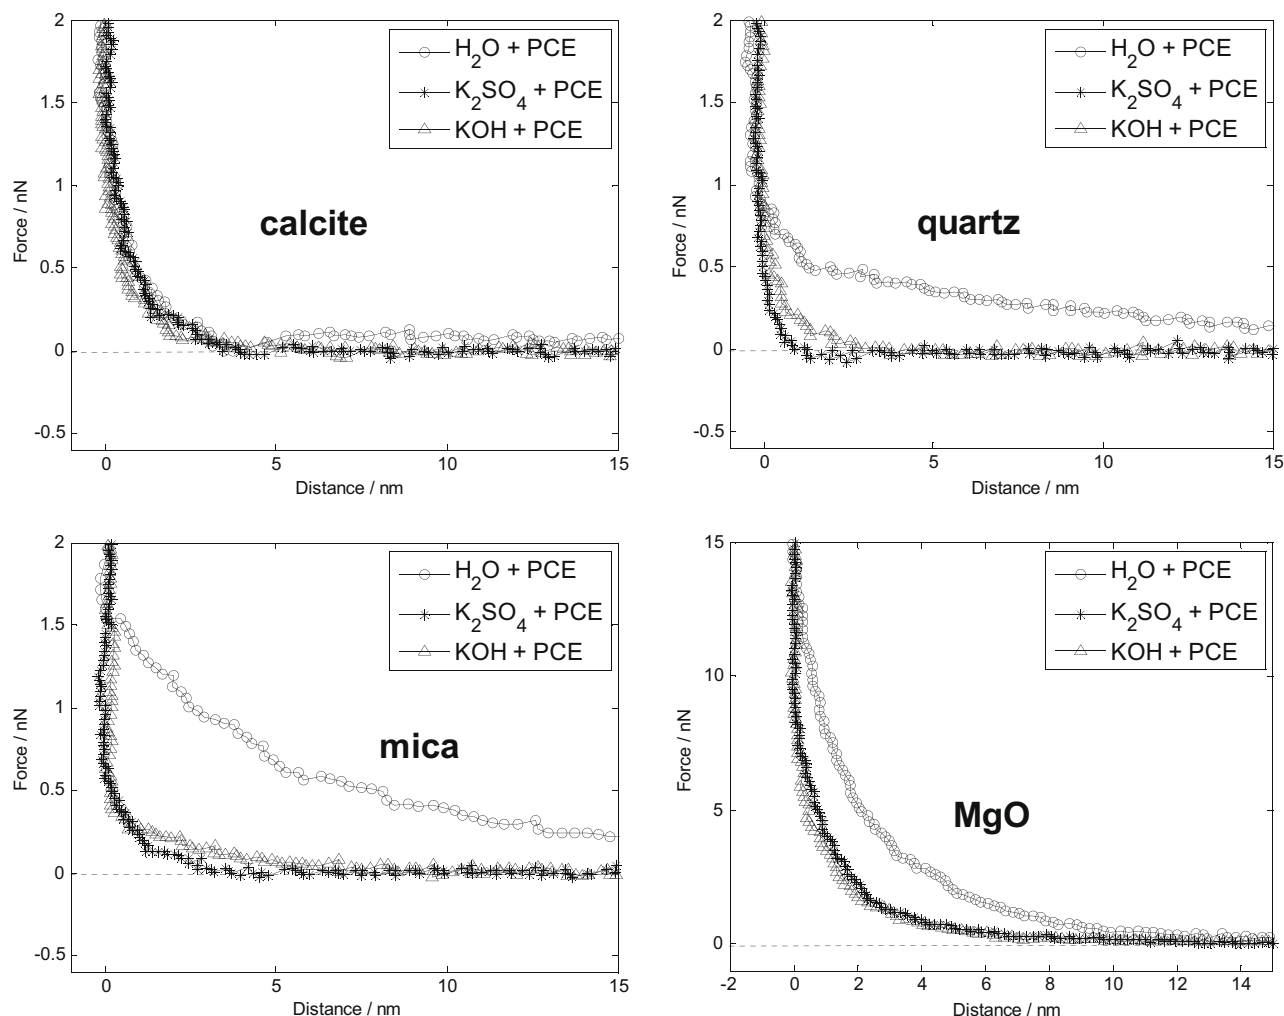 2
1.5
1
0.5
0
-0.5
Force / nN
H2O + PCE
K2SO4 + PCE
KOH + PCE
calcite
0 5 10 15
Distance / nm
2
1.5
1
0.5
0
-0.5
Force / nN
H2O + PCE
K2SO4 + PCE
KOH + PCE
quartz
0 5 10 15
Distance / nm
2
1.5
1
0.5
0
-0.5
Force / nN
H2O + PCE
K2SO4 + PCE
KOH + PCE
mica
0 5 10 15
Distance / nm
15
10
5
0
Force / nN
H2O + PCE
K2SO4 + PCE
KOH + PCE
MgO
-2 0 2 4 6 8 10 12 14
Distance / nm